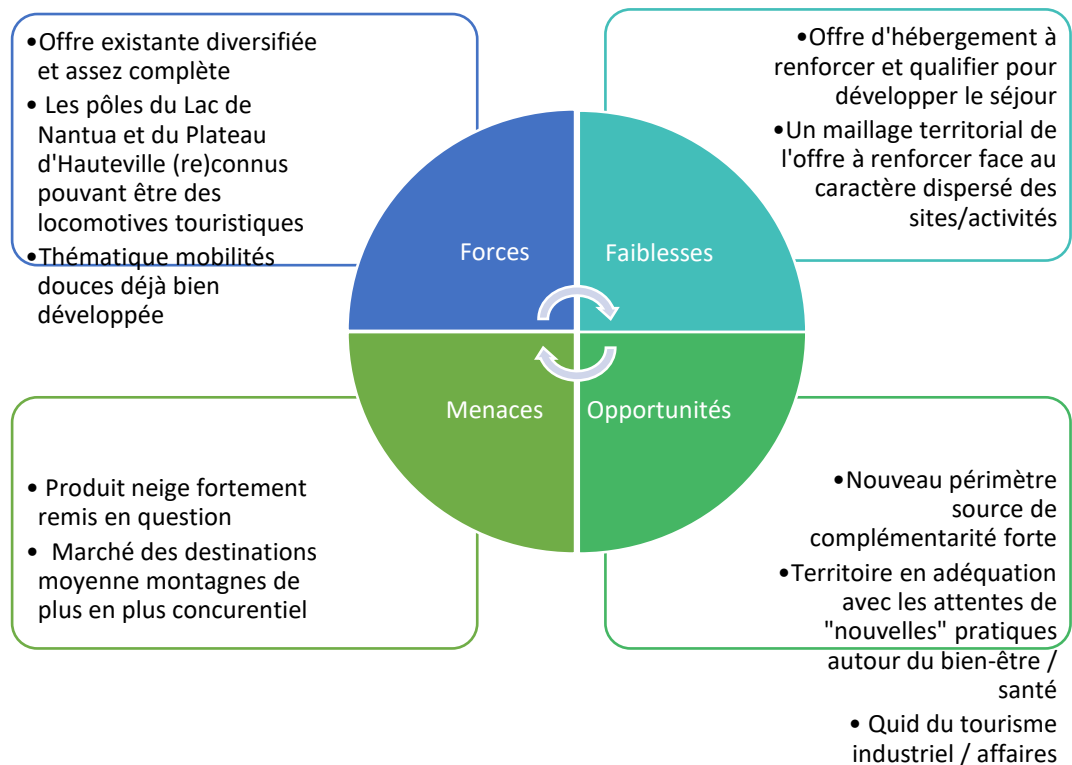 •Offre existante diversifiée
et assez complète
• Les pôles du Lac de
Nantua et du Plateau
d'Hauteville (re)connus
pouvant être des
locomotives touristiques
•Thématique mobilités
douces déjà bien
développée
•Offre d'hébergement à
renforcer et qualifier pour
développer le séjour
•Un maillage territorial de
l'offre à renforcer face au
caractère dispersé des
sites/activités
Forces
Faiblesses
Menaces
Opportunités
• Produit neige fortement
remis en question
• Marché des destinations
moyenne montagnes de
plus en plus concurentiel
•Nouveau périmètre
source de
complémentarité forte
•Territoire en adéquation
avec les attentes de
"nouvelles" pratiques
autour du bien-être /
santé
• Quid du tourisme
industriel / affaires